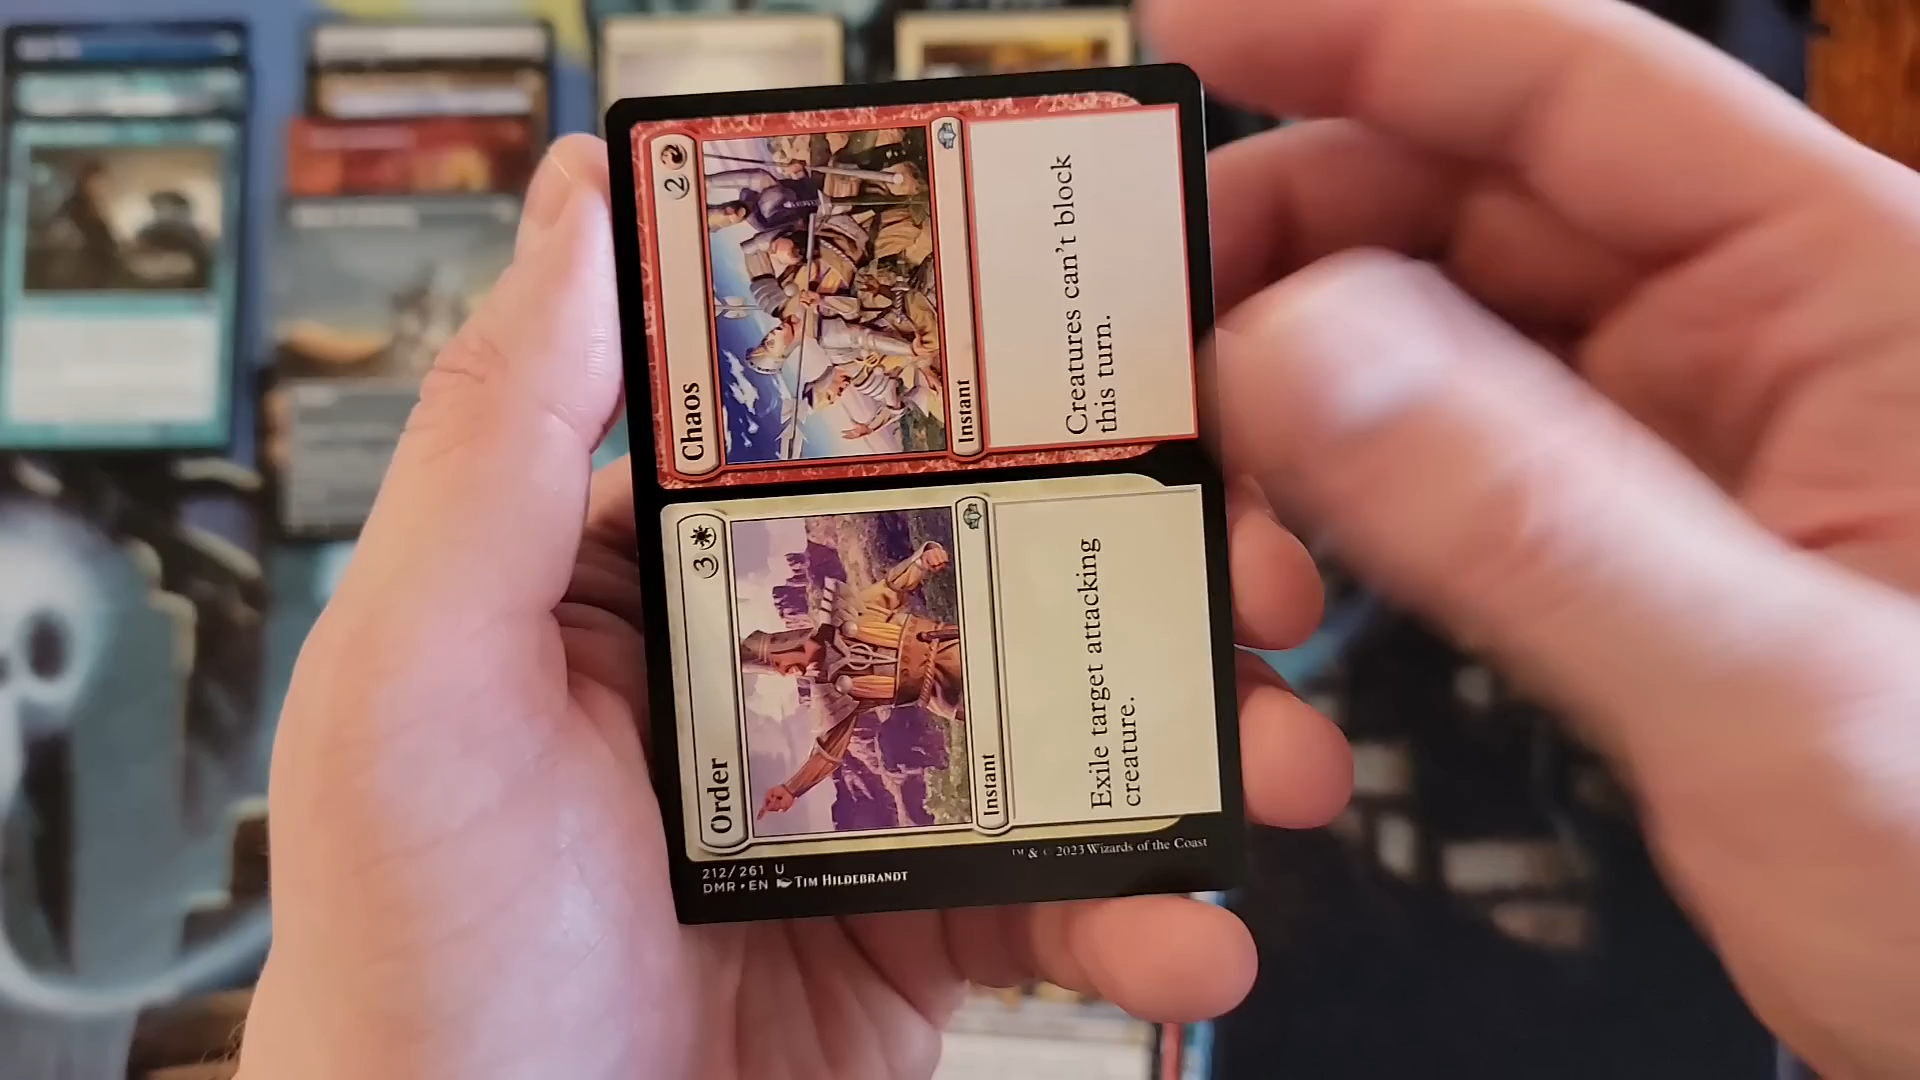 Order
3
Instant
Exile target attacking
creature.
Chaos
2
Instant
Creatures can't block
this turn.
212/261 U
DMR • EN Tim Hildebrandt
™ & © 2023 Wizards of the Coast